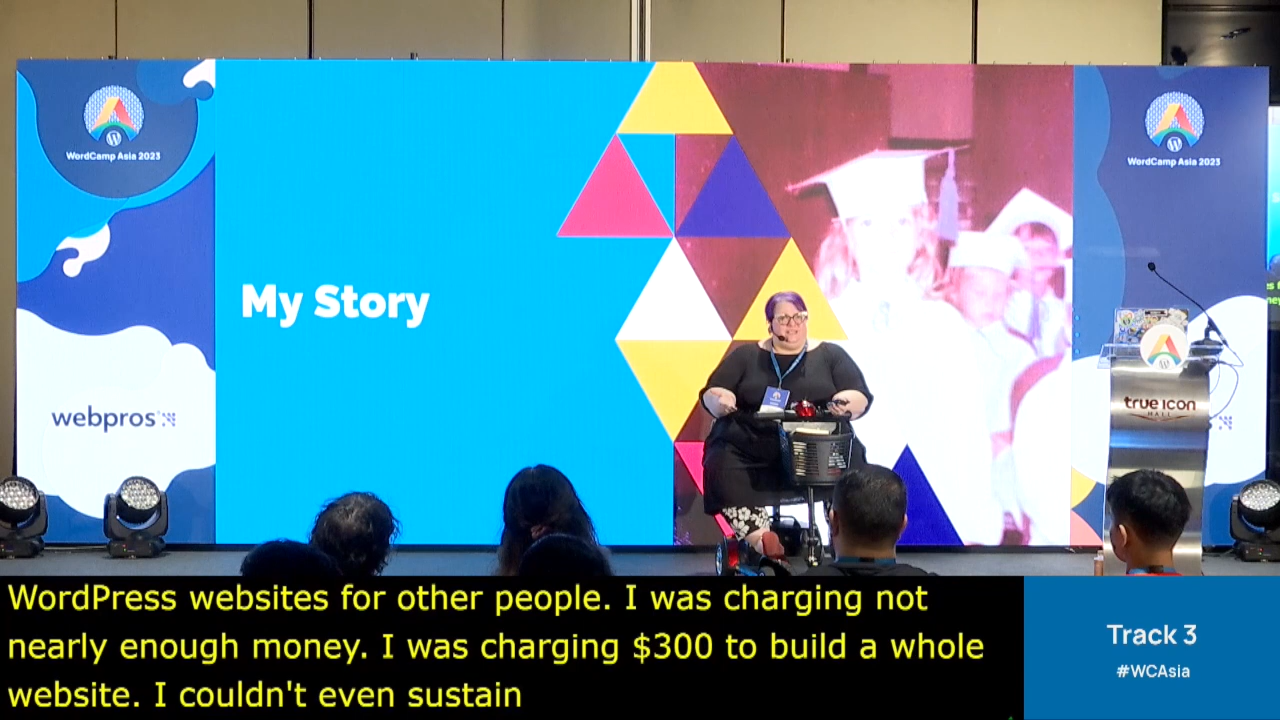 WordCamp Asia 2023
WordCamp Asia 2023
My Story
webpros
true icon
HALL
WordPress websites for other people. I was charging not
nearly enough money. I was charging $300 to build a whole
website. I couldn't even sustain
Track 3
#WCAsia